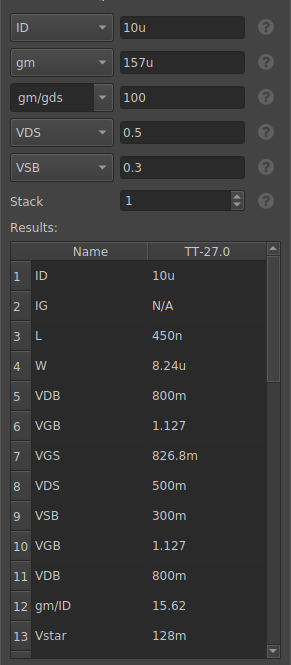 ID 10u ?
gm 157u ?
gm/gds 100 ?
VDS 0.5 ?
VSB 0.3 ?
Stack 1 ?
Results:
Name TT-27.0
1 ID 10u
2 IG N/A
3 L 450n
4 W 8.24u
5 VDB 800m
6 VGB 1.127
7 VGS 826.8m
8 VDS 500m
9 VSB 300m
10 VGB 1.127
11 VDB 800m
12 gm/ID 15.62
13 Vstar 128m